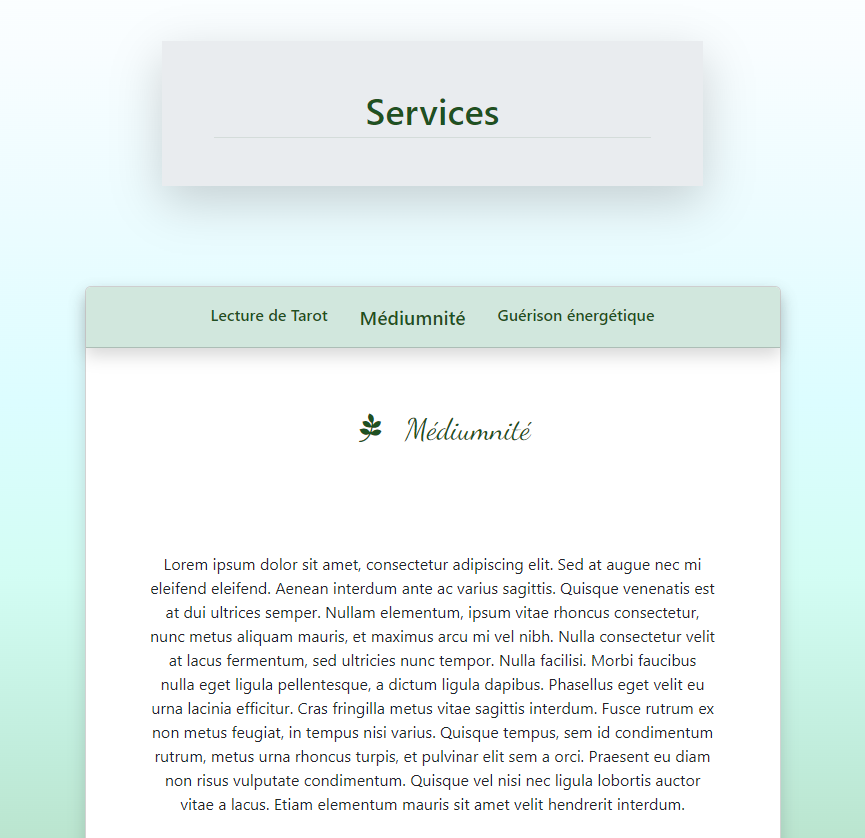 Services
Lecture de Tarot Médiumnité Guérison énergétique
Médiumnité
Lorem ipsum dolor sit amet, consectetur adipiscing elit. Sed at augue nec mi
eleifend eleifend. Aenean interdum ante ac varius sagittis. Quisque venenatis est
at dui ultrices semper. Nullam elementum, ipsum vitae rhoncus consectetur,
nunc metus aliquam mauris, et maximus arcu mi vel nibh. Nulla consectetur velit
at lacus fermentum, sed ultricies nunc tempor. Nulla facilisi. Morbi faucibus
nulla eget ligula pellentesque, a dictum ligula dapibus. Phasellus eget velit eu
urna lacinia efficitur. Cras fringilla metus vitae sagittis interdum. Fusce rutrum ex
non metus feugiat, in tempus nisi varius. Quisque tempus, sem id condimentum
rutrum, metus urna rhoncus turpis, et pulvinar elit sem a orci. Praesent eu diam
non risus vulputate condimentum. Quisque vel nisi nec ligula lobortis auctor
vitae a lacus. Etiam elementum mauris sit amet velit hendrerit interdum.